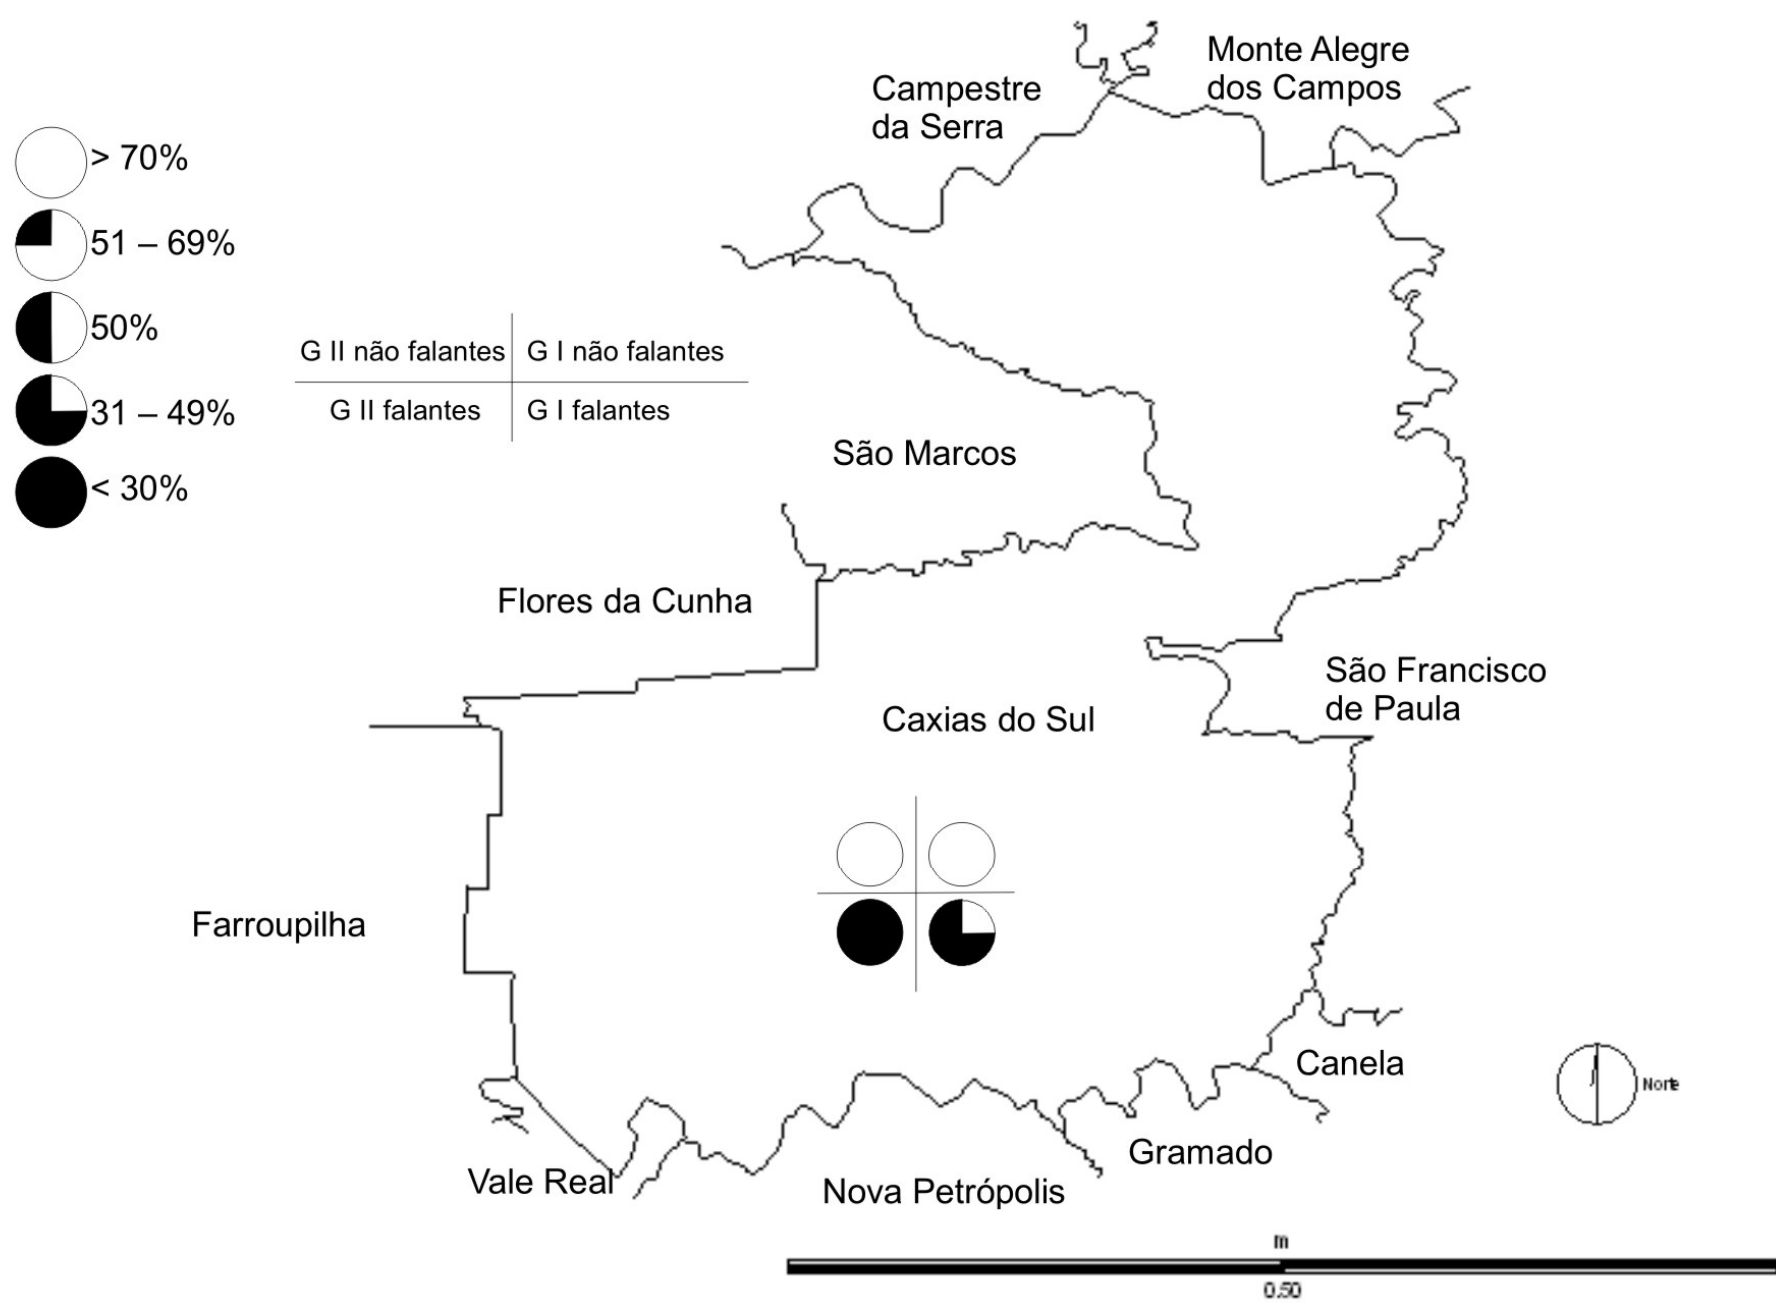 Monte Alegre
dos Campos
Campestre
da Serra
> 70%
51 – 69%
50%
31 – 49%
< 30%
G II não falantes
G I não falantes
G II falantes
G I falantes
São Marcos
Flores da Cunha
São Francisco
de Paula
Caxias do Sul
Farroupilha
Canela
Norte
Gramado
Vale Real
Nova Petrópolis
m
0.50